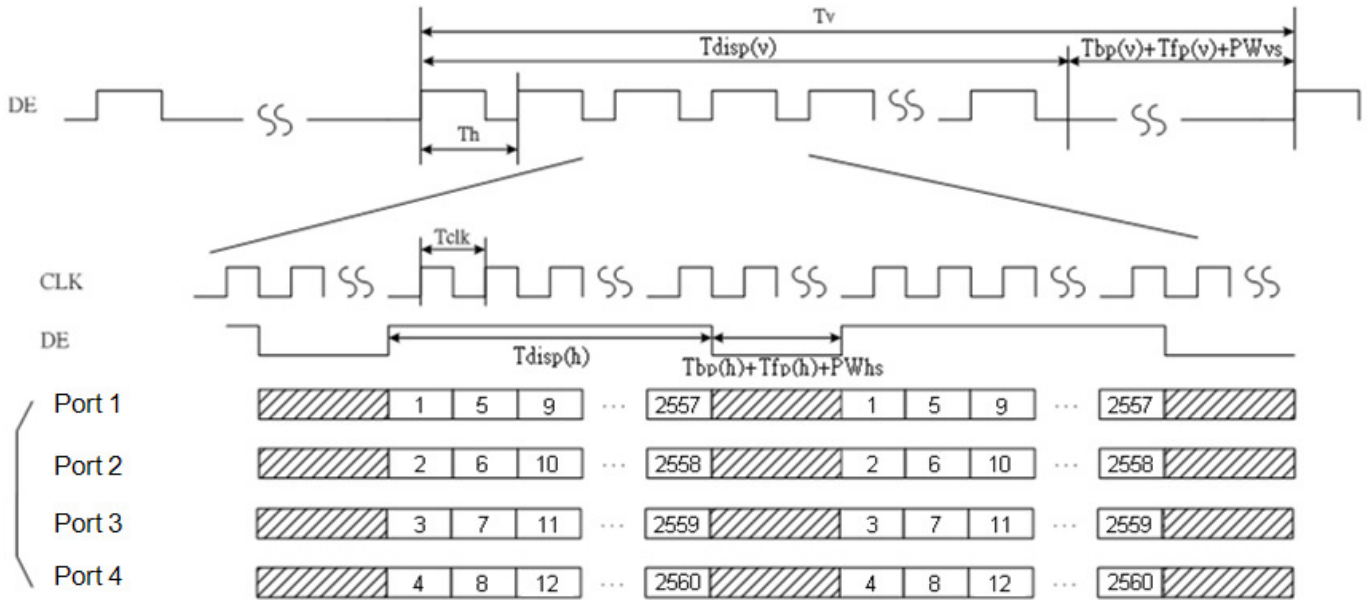 Tv
Tdisp(v)
Tbp(v)+Tfp(v)+PWvs
DE
Th
Tclk
CLK
DE
Tdisp(h)
Tbp(h)+Tfp(h)+PWhs
Port 1
1 5 9 ... 2557 1 5 9 ... 2557
Port 2
2 6 10 ... 2558 2 6 10 ... 2558
Port 3
3 7 11 ... 2559 3 7 11 ... 2559
Port 4
4 8 12 ... 2560 4 8 12 ... 2560